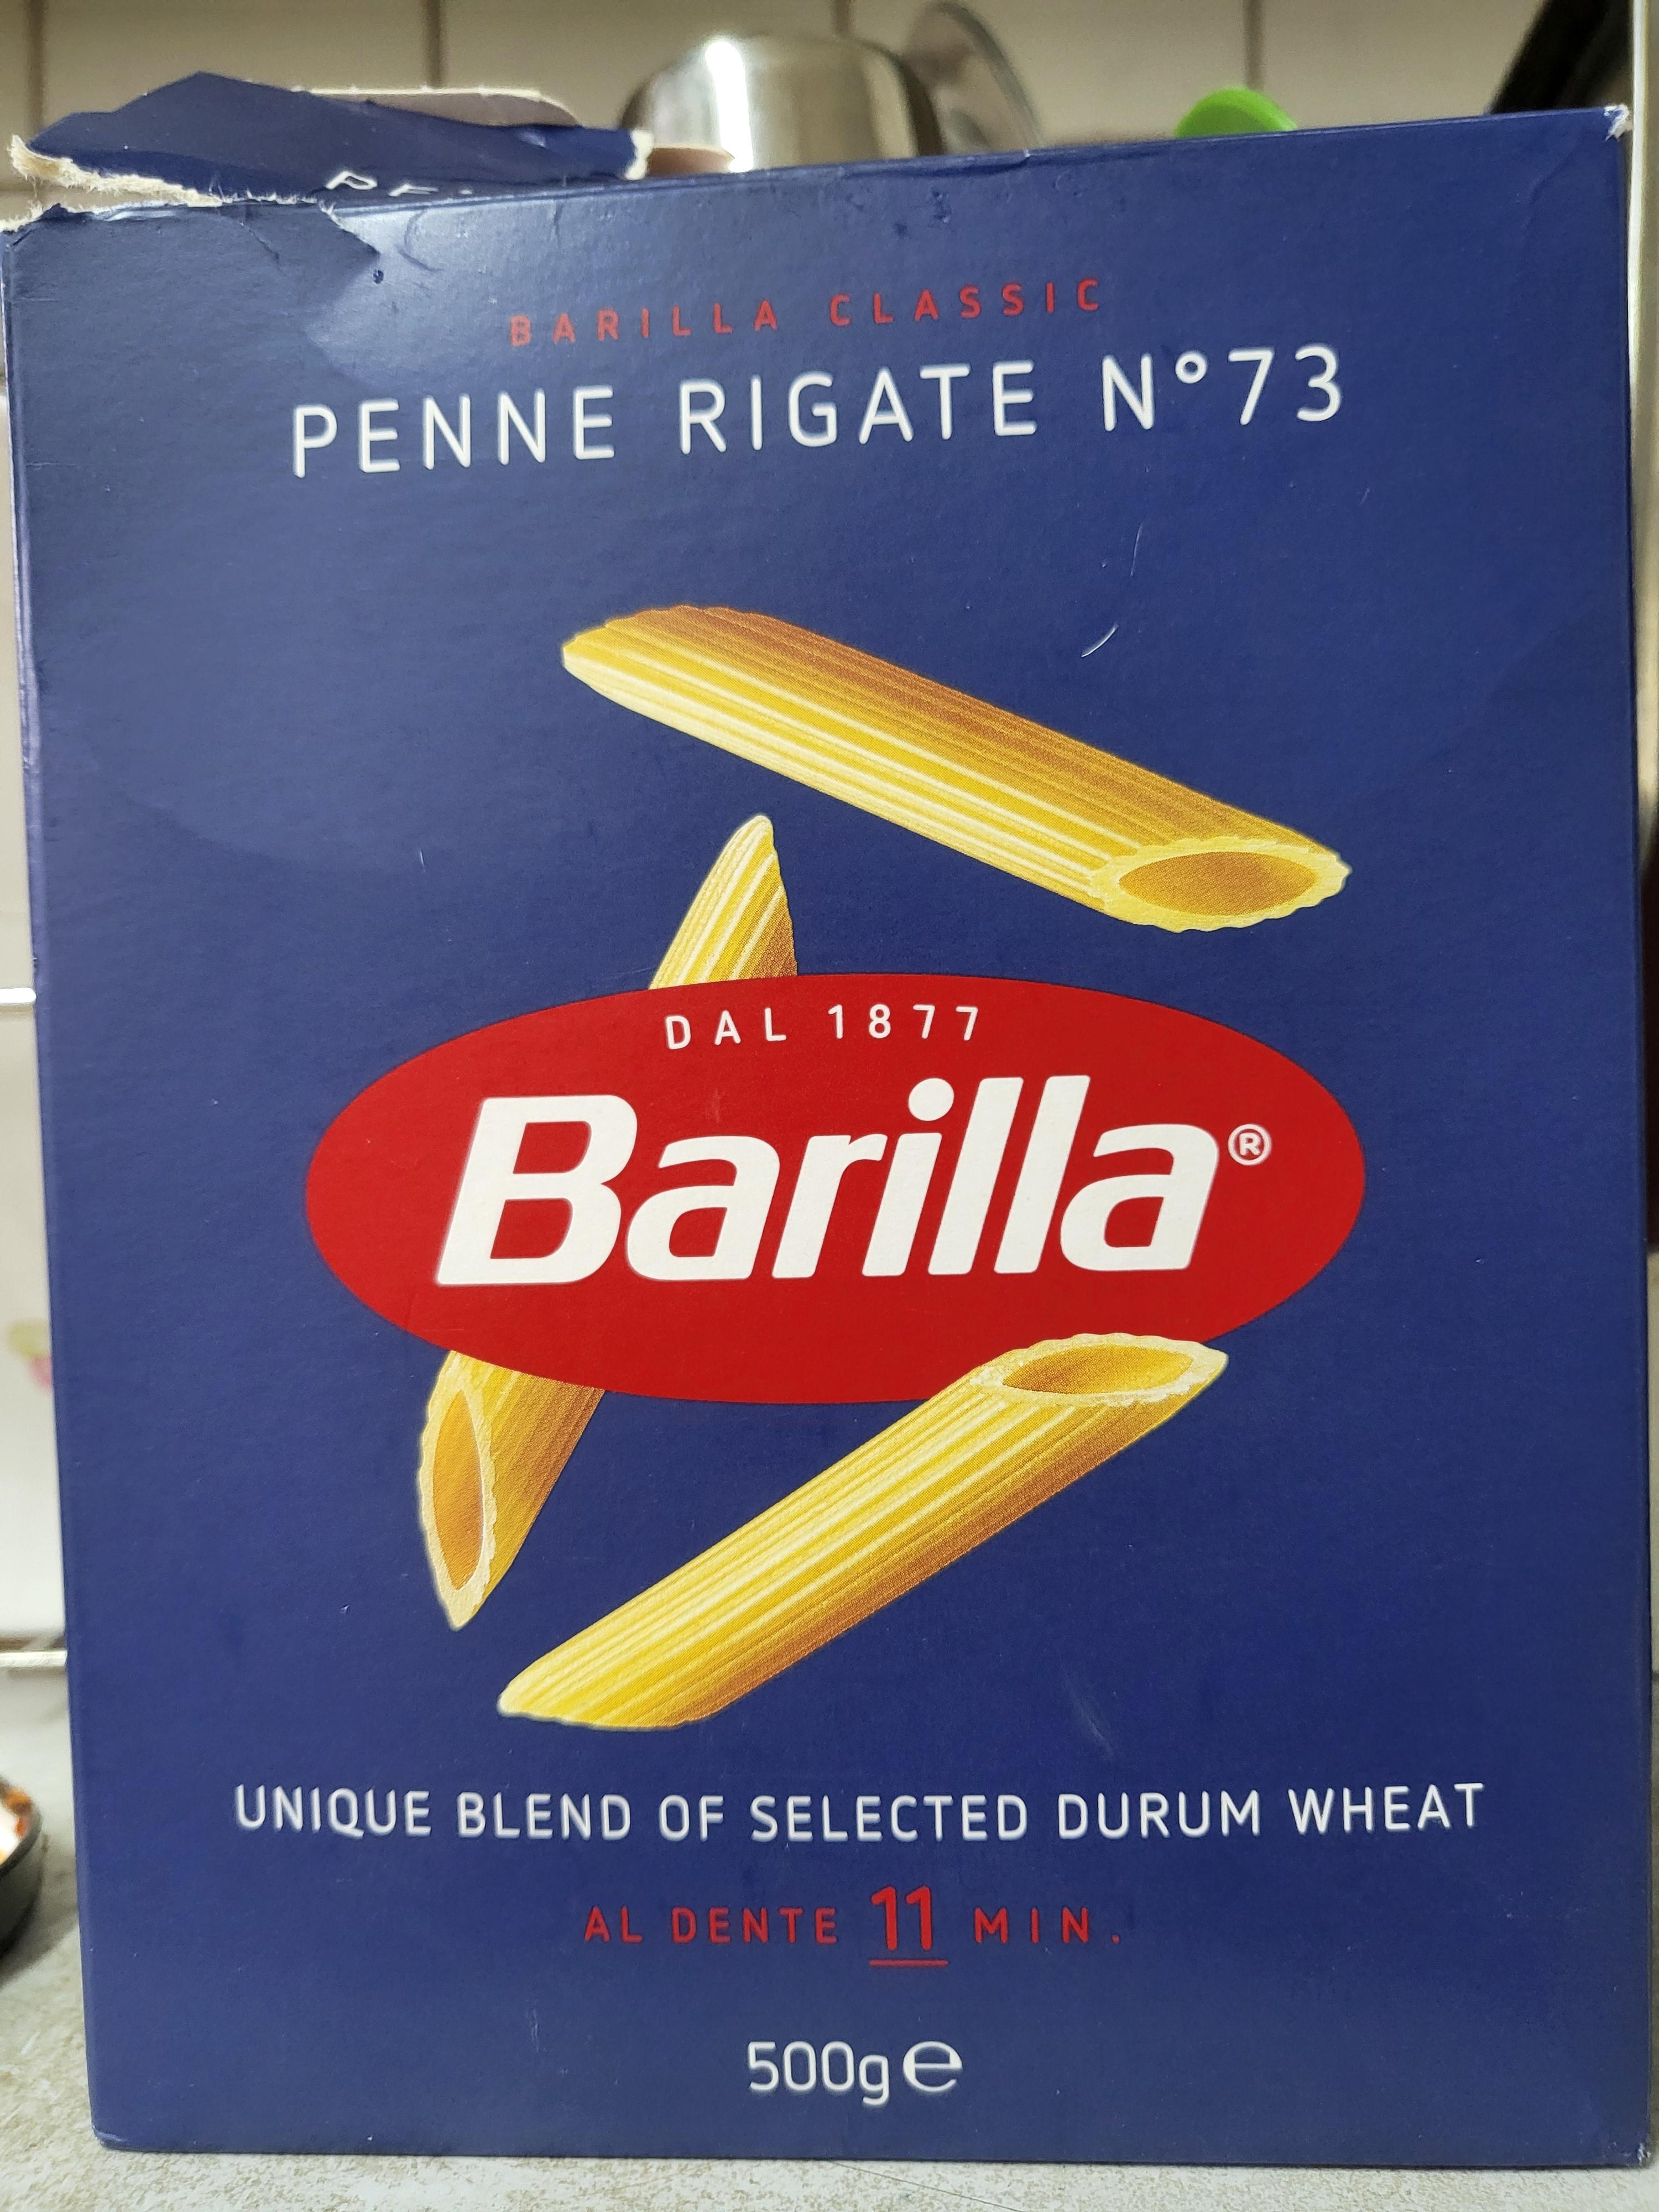 BARILLA CLASSIC
PENNE RIGATE N°73
DAL 1877
Barilla®
UNIQUE BLEND OF SELECTED DURUM WHEAT
AL DENTE 11 MIN.
500g ℮